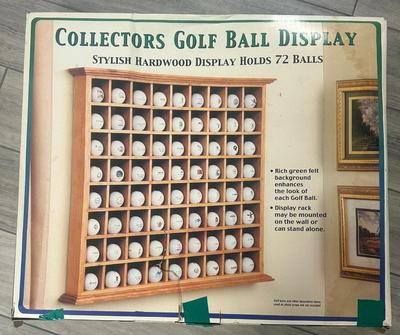 COLLECTORS GOLF BALL DISPLAY
STYLISH HARDWOOD DISPLAY HOLDS 72 BALLS
• Rich green felt
background
enhances
the look
of each
Golf Ball.
• Display rack
may be
mounted on
the wall or
can stand
alone.